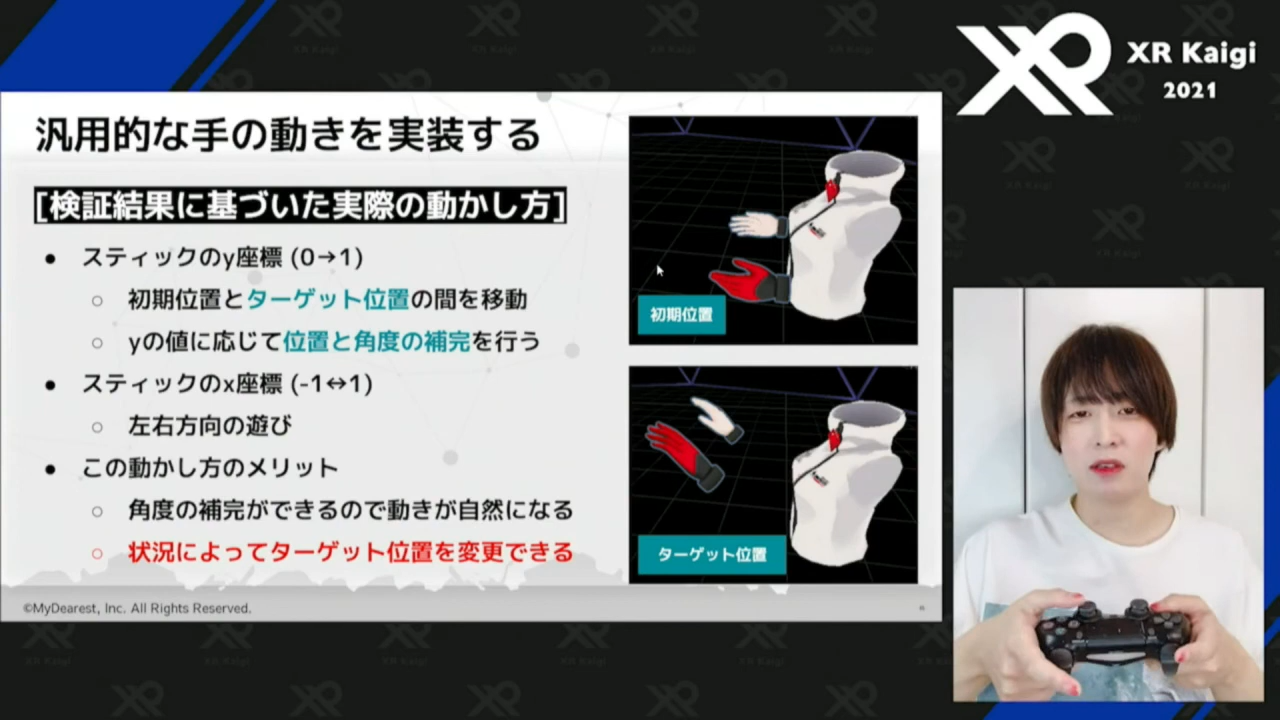 XR Kaigi
2021
汎用的な手の動きを実装する
[検証結果に基づいた実際の動かし方]
● スティックのy座標 (0→1)
○ 初期位置とターゲット位置の間を移動
○ yの値に応じて位置と角度の補完を行う
● スティックのx座標 (-1↔1)
○ 左右方向の遊び
● この動かし方のメリット
○ 角度の補完ができるので動きが自然になる
○ 状況によってターゲット位置を変更できる
初期位置
ターゲット位置
©MyDearest, Inc. All Rights Reserved.